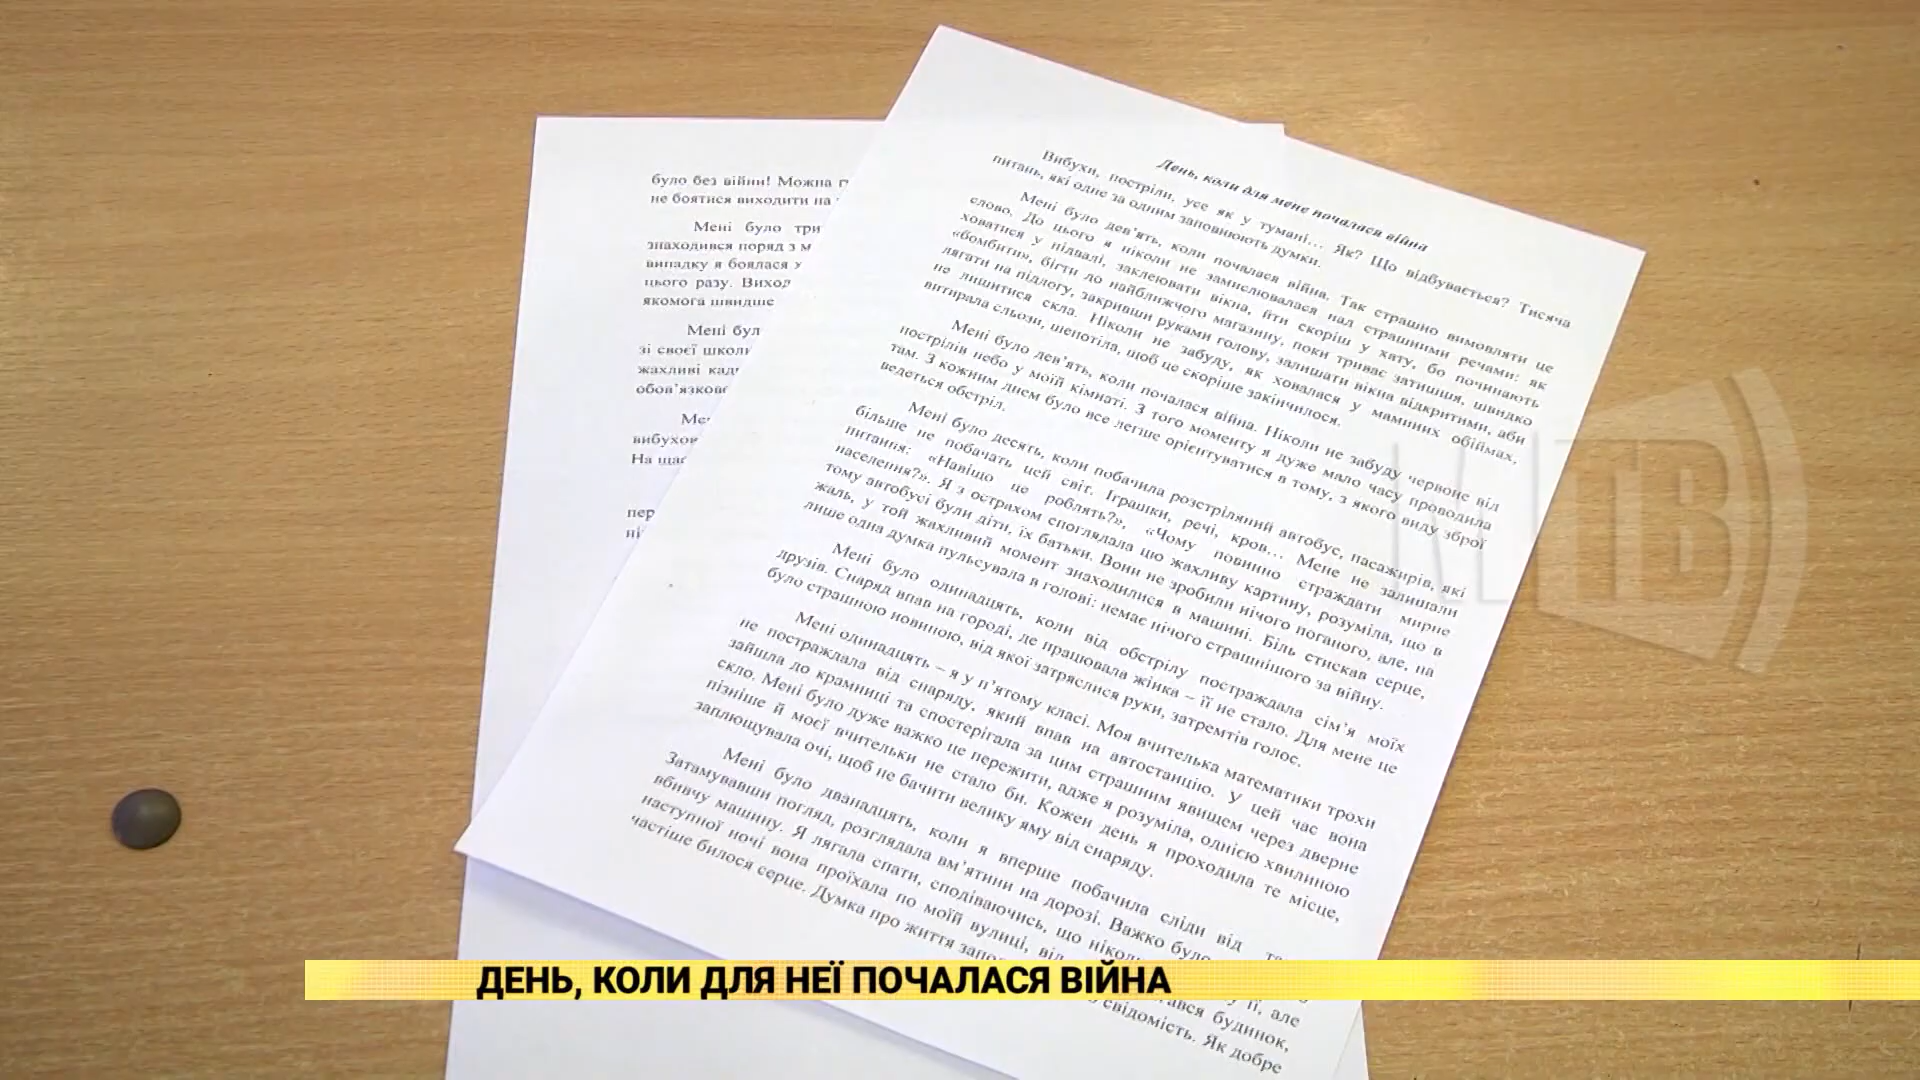 День, коли для мене почалася війна
Вибухи, постріли, усе як у тумані… Як? Що відбувається? Тисяча
питань, які одне за одним заповнюють думки.
Мені було дев’ять, коли почалася війна. Так страшно вимовляти це
слово. До цього я ніколи не замислювалася над страшними речами: як
ховатися у підвалі, заклеювати вікна, йти скоріш у хату, бо починають
«бомбити», бігти до найближчого магазину, поки триває затишшя, швидко
лягати на підлогу, закривши руками голову, залишати вікна відкритими, аби
не лишитися скла. Ніколи не забуду, як ховалася у маминих обіймах,
витирала сльози, шепотіла, щоб це скоріше закінчилося.
Мені було дев’ять, коли почалася війна. Ніколи не забуду червоне від
пострілів небо у моїй кімнаті. З того моменту я дуже мало часу проводила
там. З кожним днем було все легше орієнтуватися в тому, з якого виду зброї
ведеться обстріл.
Мені було десять, коли побачила розстріляний автобус, пасажирів, які
більше не побачать цей світ. Іграшки, речі, кров… Мене не залишали
питання: «Навіщо це роблять?», «Чому повинно страждати мирне
населення?». Я з острахом споглядала цю жахливу картину, розуміла, що в
тому автобусі були діти, їх батьки. Вони не зробили нічого поганого, але, на
жаль, у той жахливий момент знаходилися в машині. Біль стискав серце,
лише одна думка пульсувала в голові: немає нічого страшнішого за війну.
Мені було одинадцять, коли від обстрілу постраждала сім’я моїх
друзів. Снаряд впав на городі, де працювала жінка – її не стало. Для мене це
було страшною новиною, від якої затряслися руки, затремтів голос.
Мені одинадцять – я у п’ятому класі. Моя вчителька математики трохи
не постраждала від снаряду, який впав на автостанцію. У цей час вона
зайшла до крамниці та спостерігала за цим страшним явищем через дверне
скло. Мені було дуже важко це пережити, адже я розуміла, однією хвилиною
пізніше й моєї вчительки не стало би. Кожен день я проходила те місце,
заплющувала очі, щоб не бачити велику яму від снаряду.
Мені було дванадцять, коли я вперше побачила сліди від
Затамувавши погляд, розглядала вм’ятини на дорозі. Важко було
вбивчу машину. Я лягала спати, сподіваючись, що ніколи її, але
наступної ночі вона проїхала по моїй вулиці, будинок,
частіше билося серце. Думка про життя свідомість. Як добре
було без війни! Можна
не боятися виходити на
Мені було
знаходився поряд з
випадку я боялася
цього разу.
якомога швидше
Мені
зі своєї
жахливі
На
МТВ
ДЕНЬ, КОЛИ ДЛЯ НЕЇ ПОЧАЛАСЯ ВІЙНА